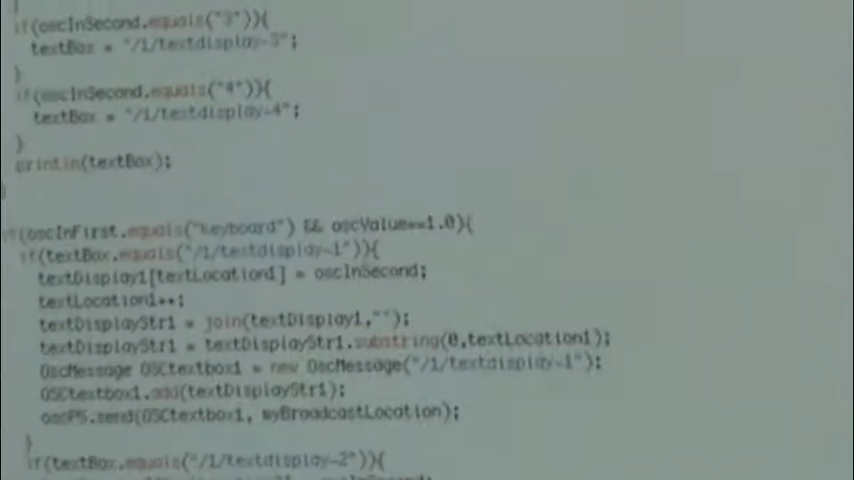 }
if(oscInSecond.equals("3")){
textBox = "/1/textdisplay-3";
}
if(oscInSecond.equals("4")){
textBox = "/1/textdisplay-4";
}
println(textBox);
}
if(oscInFirst.equals("keyboard") && oscValue==1.0){
if(textBox.equals("/1/textdisplay-1")){
textDisplay1[textLocation1] = oscInSecond;
textLocation1++;
textDisplayStr1 = join(textDisplay1,"");
textDisplayStr1 = textDisplayStr1.substring(0,textLocation1);
OscMessage OSCtextbox1 = new OscMessage("/1/textdisplay-1");
OSCtextbox1.add(textDisplayStr1);
oscP5.send(OSCtextbox1, myBroadcastLocation);
}
if(textBox.equals("/1/textdisplay-2")){